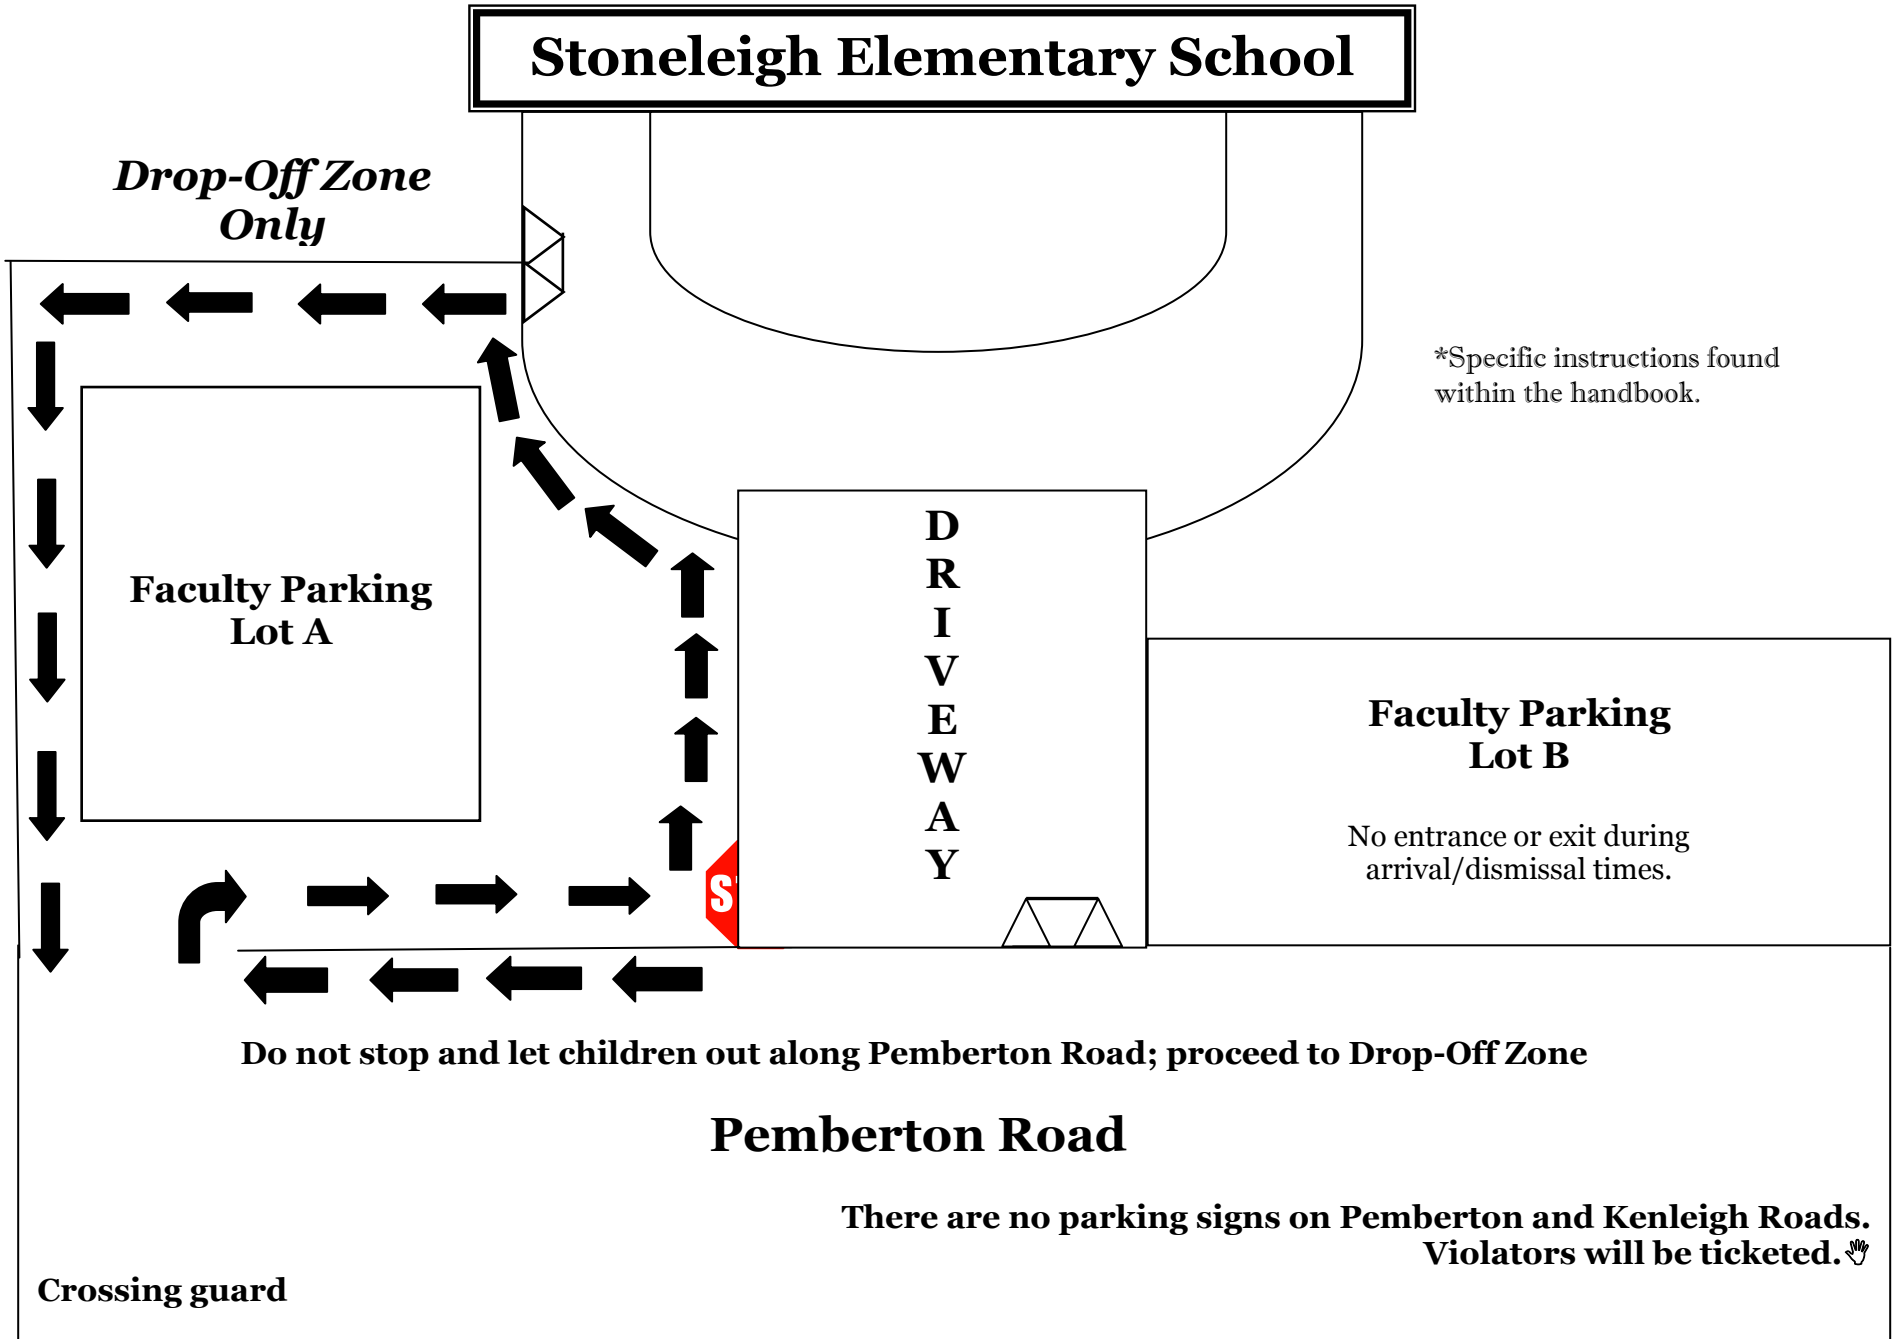 Stoneleigh Elementary School
Drop-Off Zone
Only
*Specific instructions found
within the handbook.
D
R
I
V
E
W
A
Y
Faculty Parking
Lot A
Faculty Parking
Lot B
No entrance or exit during
arrival/dismissal times.
Do not stop and let children out along Pemberton Road; proceed to Drop-Off Zone
Pemberton Road
There are no parking signs on Pemberton and Kenleigh Roads.
Violators will be ticketed.
Crossing guard